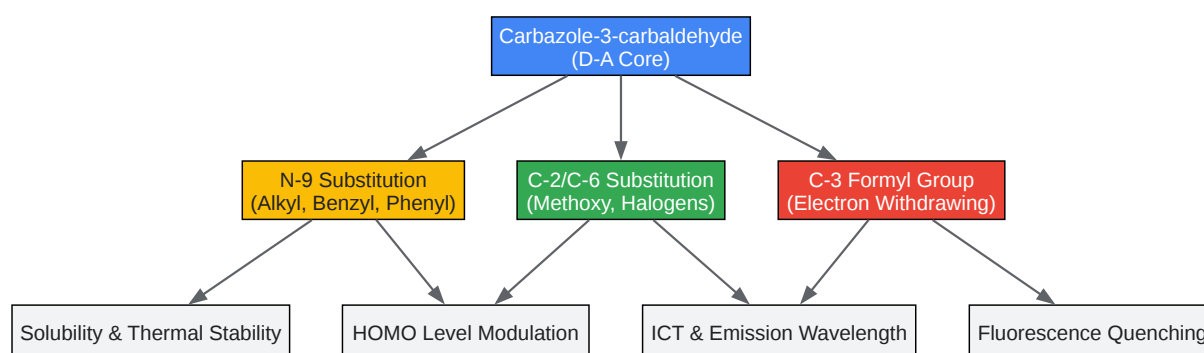 Carbazole-3-carbaldehyde
(D-A Core)
N-9 Substitution
(Alkyl, Benzyl, Phenyl)
C-2/C-6 Substitution
(Methoxy, Halogens)
C-3 Formyl Group
(Electron Withdrawing)
Solubility & Thermal Stability
HOMO Level Modulation
ICT & Emission Wavelength
Fluorescence Quenching